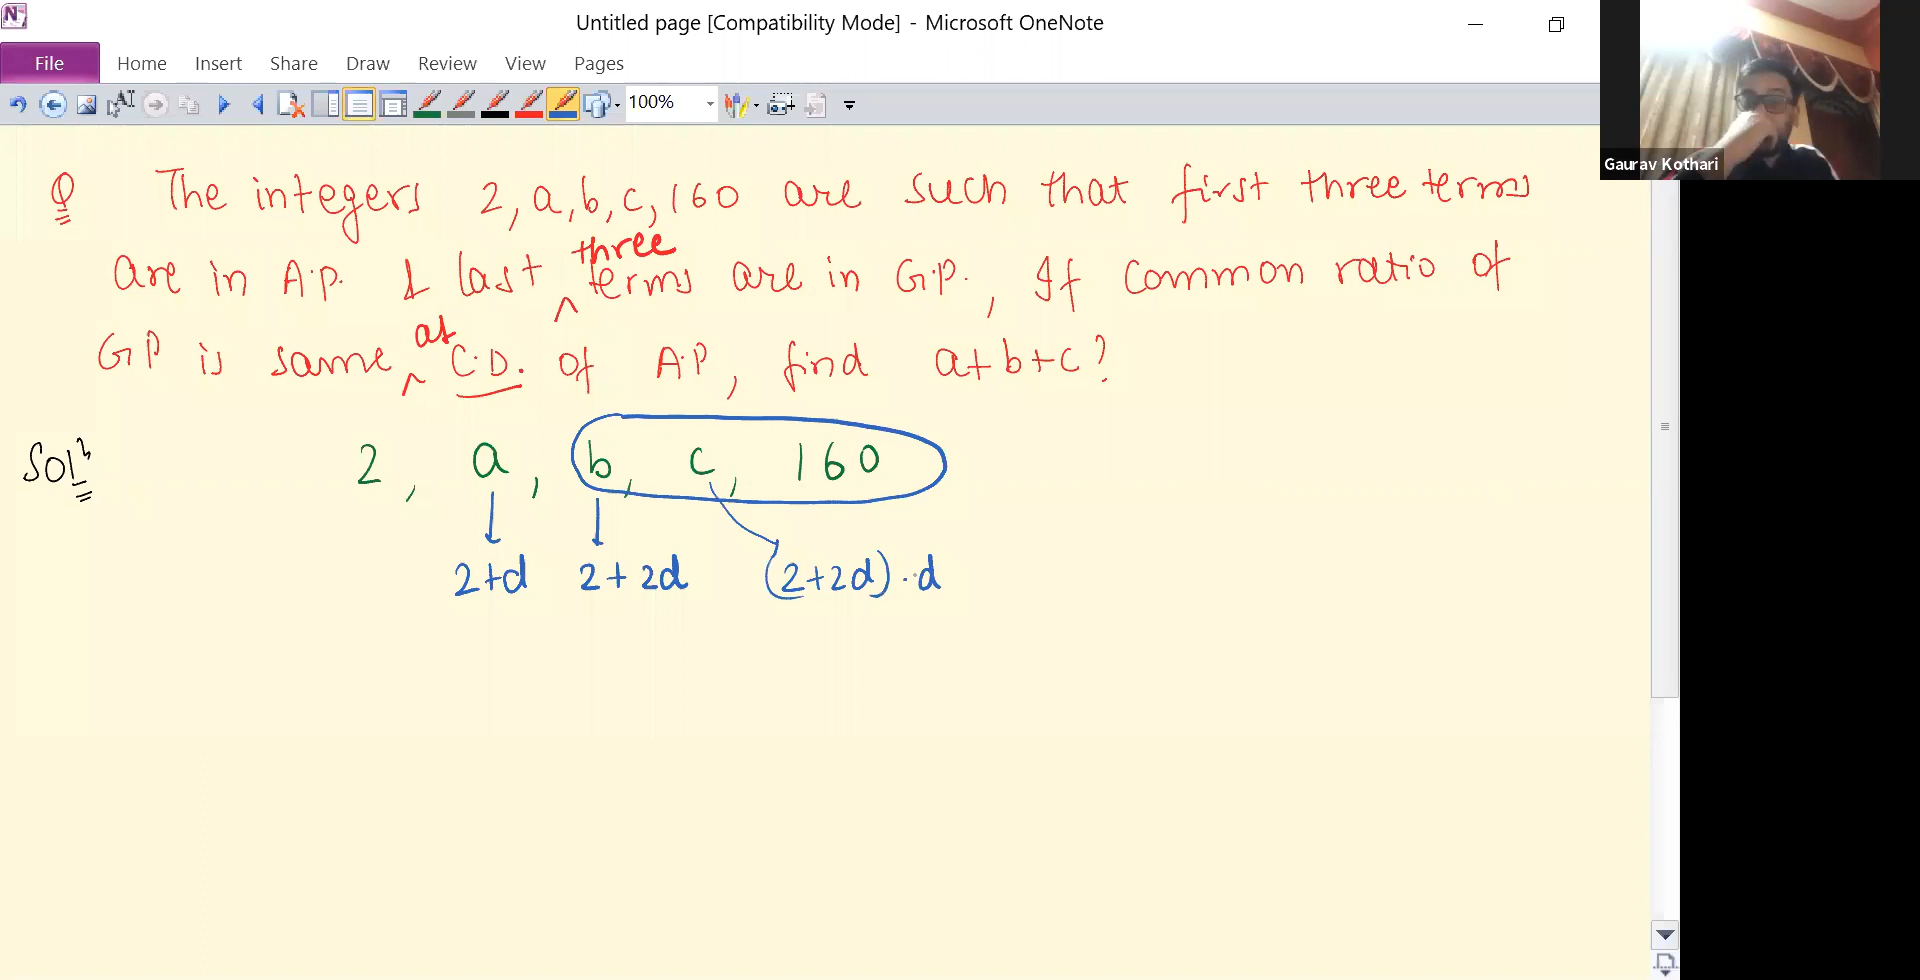 Untitled page [Compatibility Mode] - Microsoft OneNote
File Home Insert Share Draw Review View Pages
100%
Gaurav Kothari
Q The integers 2, a, b, c, 160 are such that first three terms
are in A.P. & last three terms are in G.P., If common ratio of
GP is same as C.D. of A.P, find a+b+c?
Solⁿ 2, a, b, c, 160
2+d 2+2d (2+2d).d